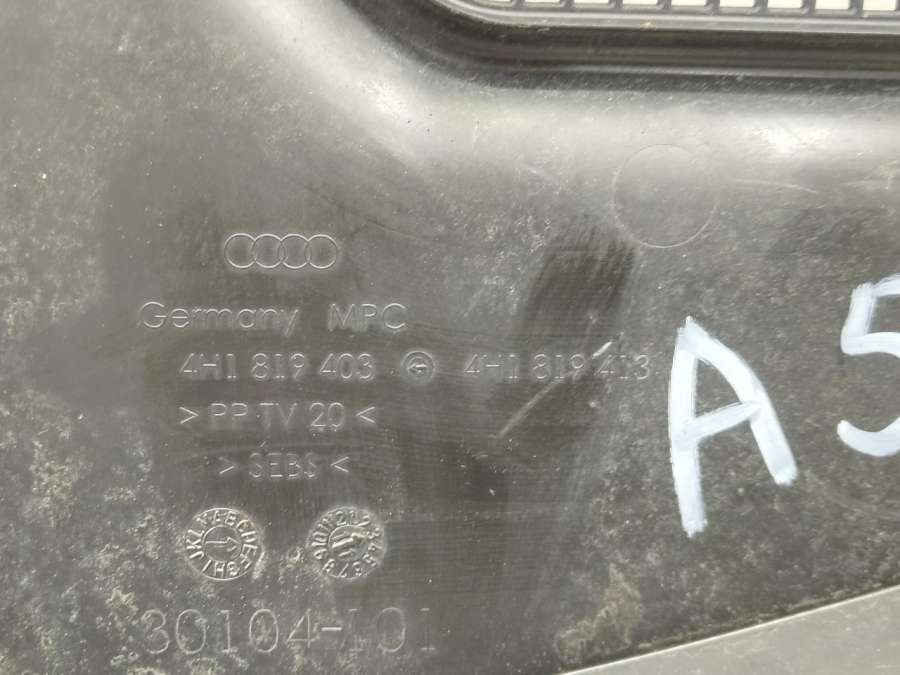 Germany MPC
4H1 819 403 4H1 819 413
A5
> PP-TV 20 <
> SEBS <
30104-101